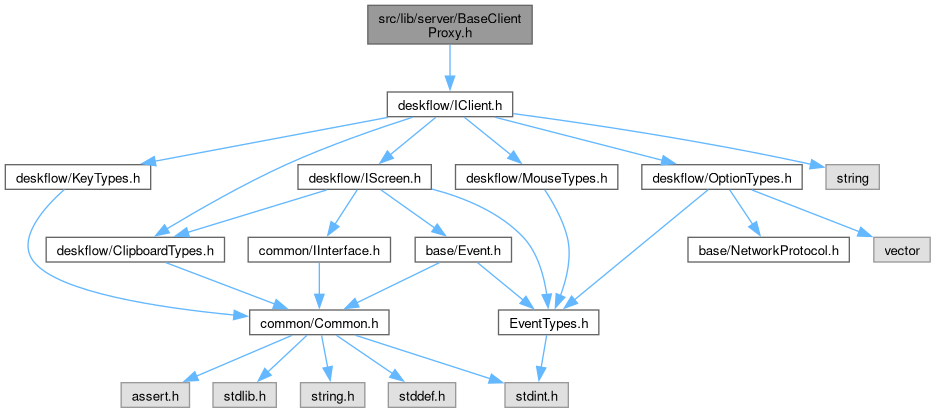 src/lib/server/BaseClient
Proxy.h
deskflow/IClient.h
deskflow/KeyTypes.h
deskflow/IScreen.h
deskflow/MouseTypes.h
deskflow/OptionTypes.h
string
deskflow/ClipboardTypes.h
common/IInterface.h
base/Event.h
base/NetworkProtocol.h
vector
common/Common.h
EventTypes.h
assert.h
stdlib.h
string.h
stddef.h
stdint.h